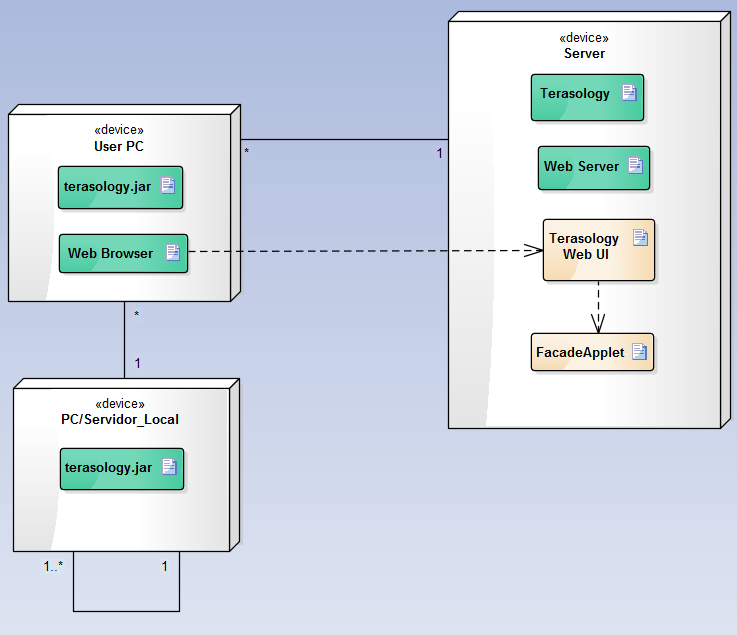 «device»
Server
Terasology
Web Server
Terasology
Web UI
FacadeApplet
«device»
User PC
terasology.jar
Web Browser
*
1
*
1
«device»
PC/Servidor_Local
terasology.jar
1..*
1